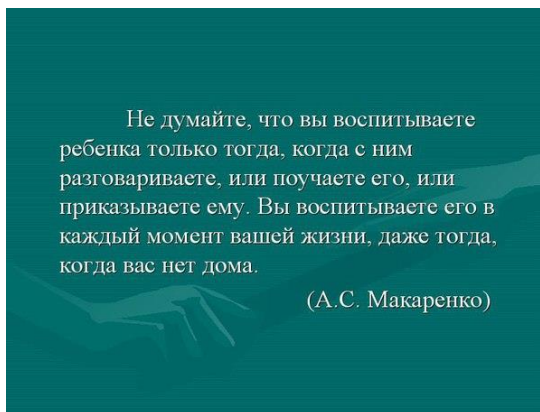 Не думайте, что вы воспитываете
ребенка только тогда, когда с ним
разговариваете, или поучаете его, или
приказываете ему. Вы воспитываете его в
каждый момент вашей жизни, даже тогда,
когда вас нет дома.
(А.С. Макаренко)